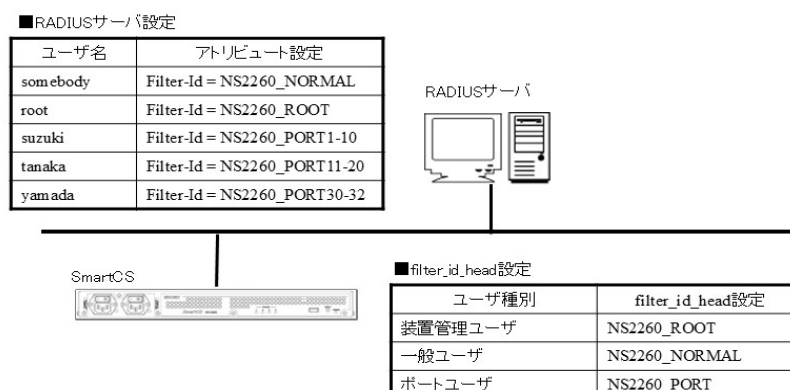 ■RADIUSサーバ設定
ユーザ名 アトリビュート設定
somebody Filter-Id = NS2260_NORMAL
root Filter-Id = NS2260_ROOT
suzuki Filter-Id = NS2260_PORT1-10
tanaka Filter-Id = NS2260_PORT11-20
yamada Filter-Id = NS2260_PORT30-32
RADIUSサーバ
SmartCS
■filter_id_head設定
ユーザ種別 filter_id_head設定
装置管理ユーザ NS2260_ROOT
一般ユーザ NS2260_NORMAL
ポートユーザ NS2260_PORT